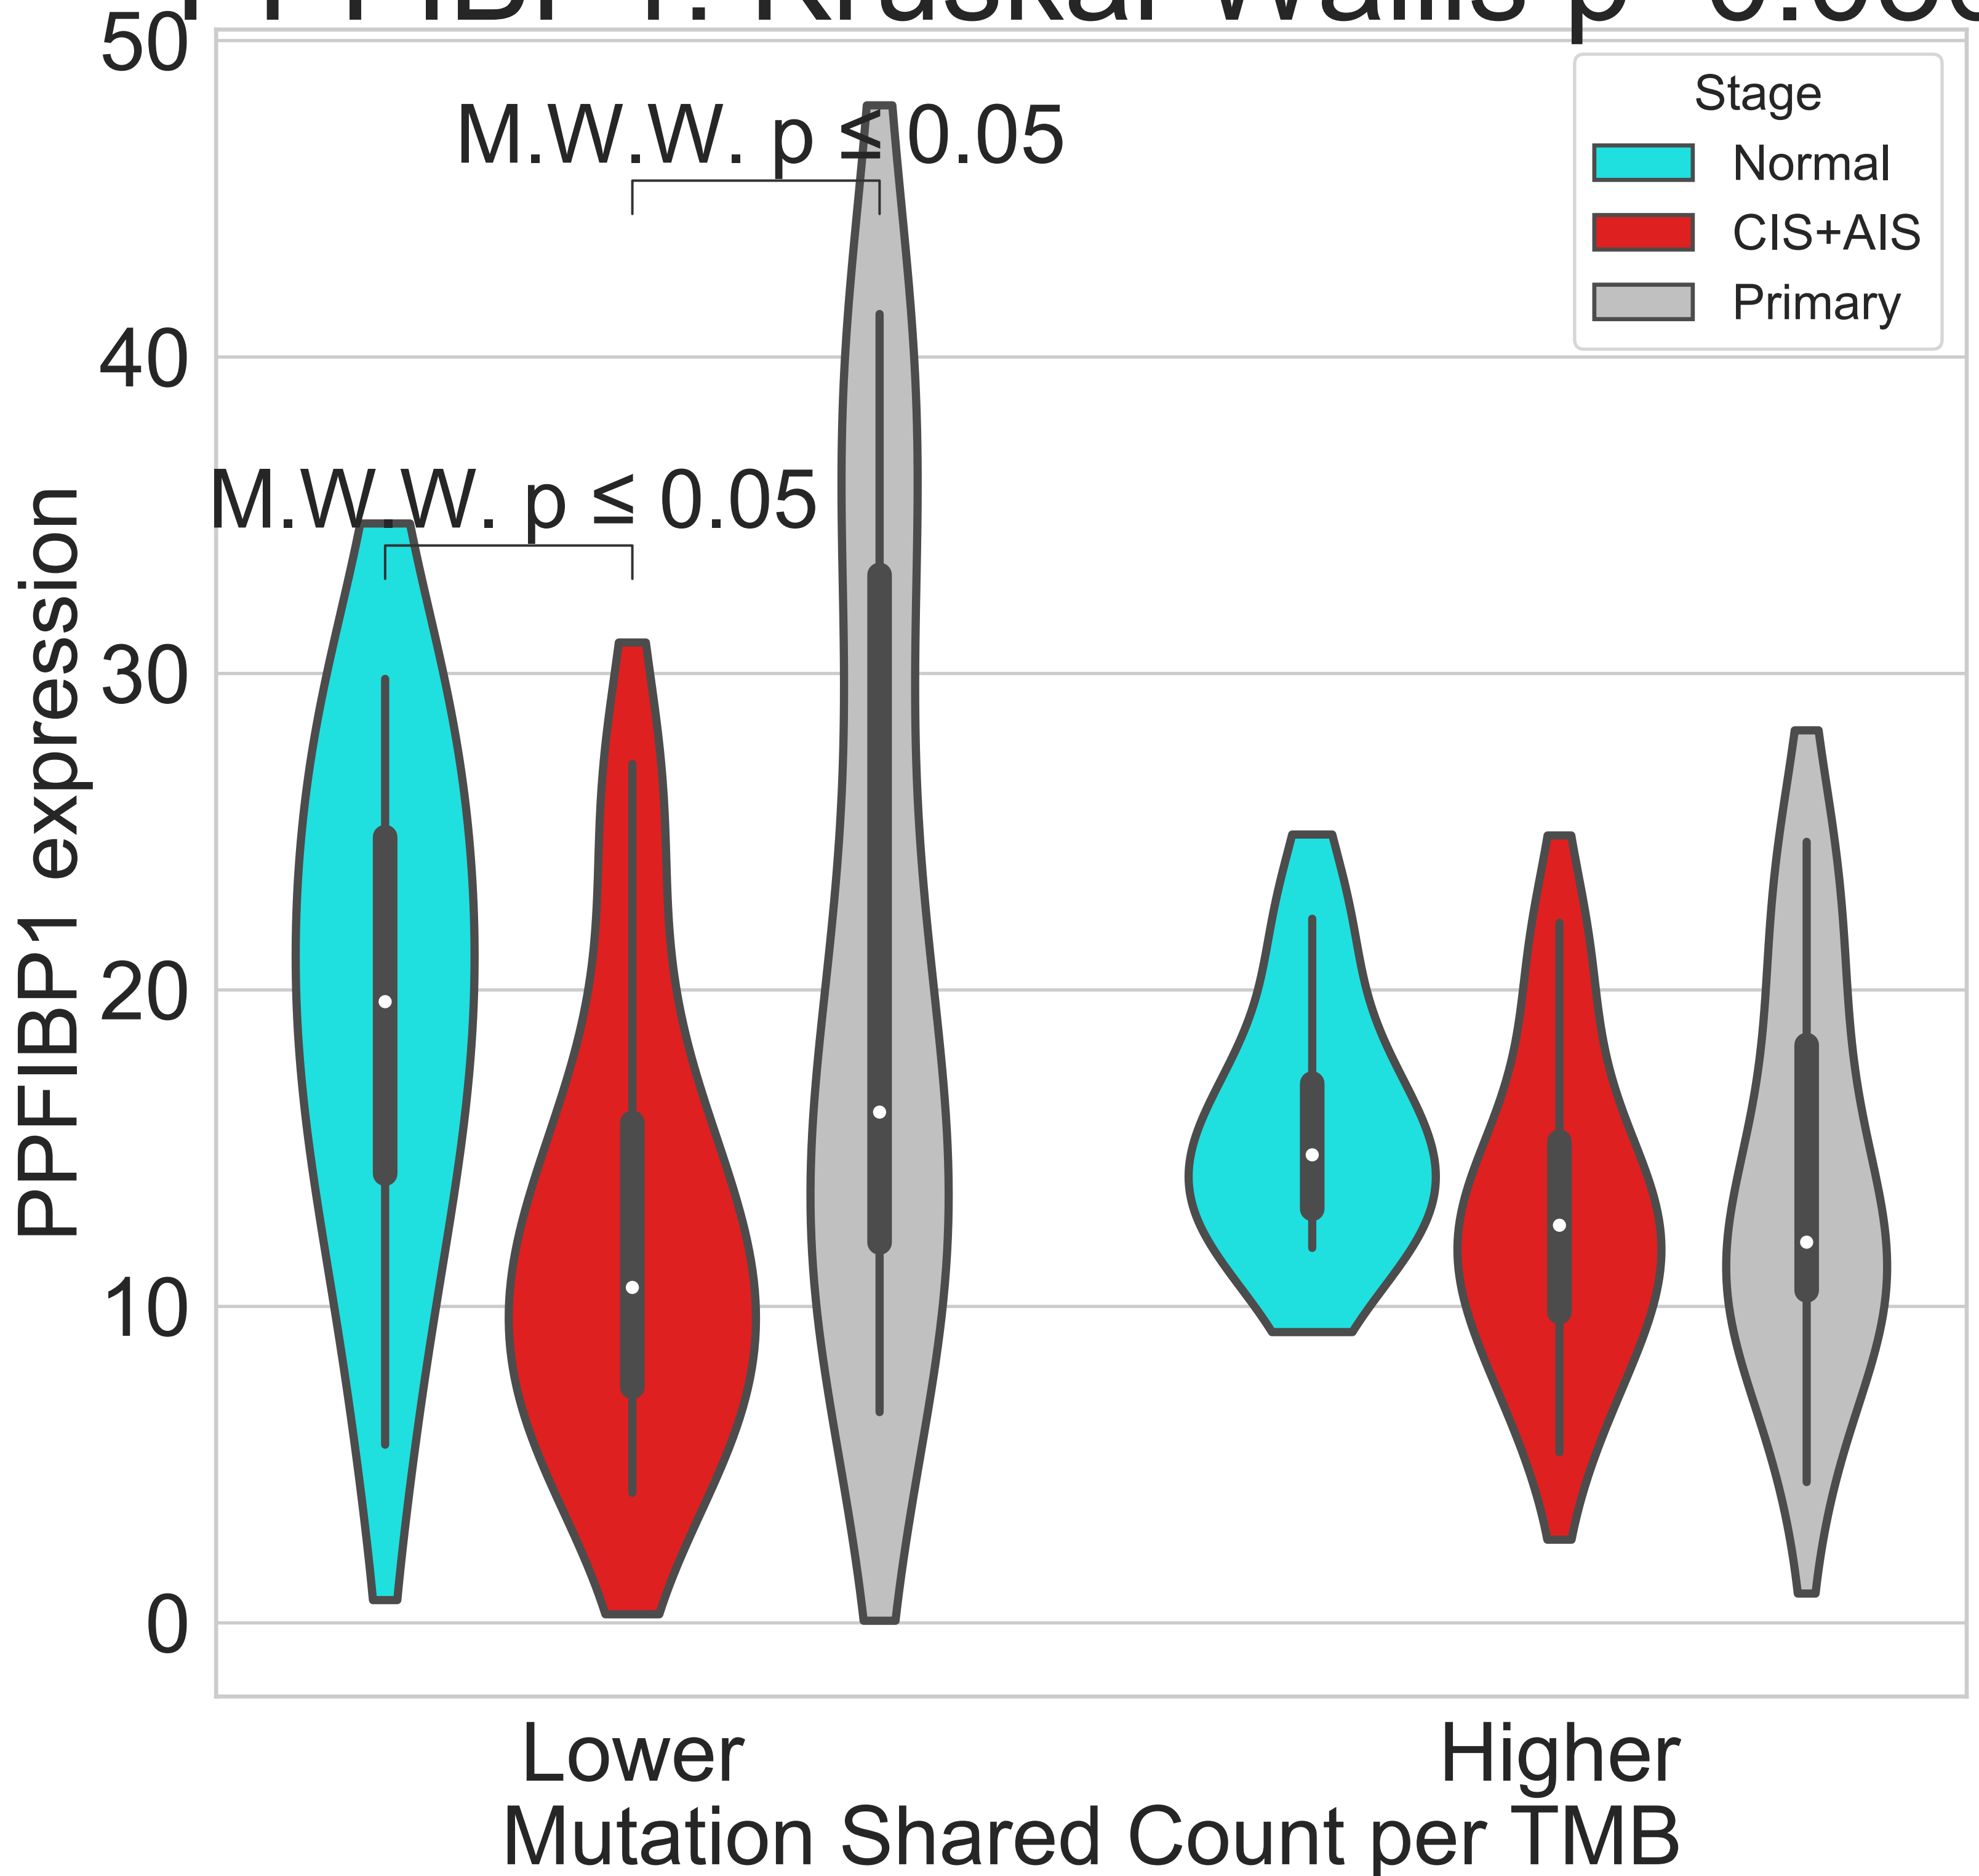 50
M.W.W. p ≤ 0.05
Stage
Normal
CIS+AIS
Primary
40
M.W.W. p ≤ 0.05
30
20
10
0
PPFIBP1 expression
Lower
Higher
Mutation Shared Count per TMB